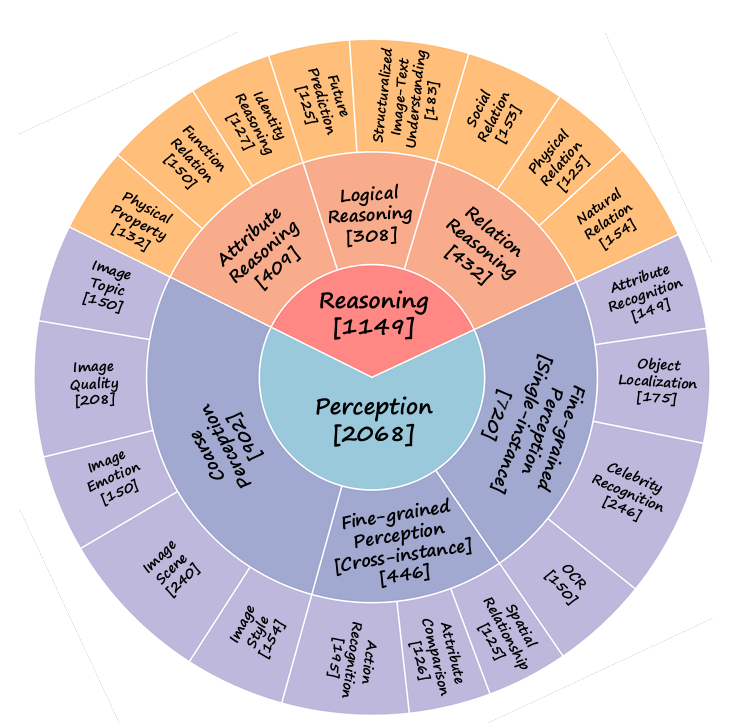 Physical
Property
[132]
Function
Relation
[150]
Identity
Reasoning
[127]
Future
Prediction
[125]
Structuralized
Image-Text
Understanding
[183]
Social
Relation
[153]
Physical
Relation
[125]
Natural
Relation
[154]
Attribute
Reasoning
[409]
Logical
Reasoning
[308]
Relation
Reasoning
[432]
Reasoning
[1149]
Perception
[2068]
Coarse
Perception
[902]
Fine-grained
Perception
[Cross-instance]
[446]
Fine-grained
Perception
[Single-instance]
[720]
Image
Topic
[150]
Image
Quality
[208]
Image
Emotion
[150]
Image
Scene
[240]
Image
Style
[154]
Action
Recognition
[195]
Attribute
Comparison
[126]
Spatial
Relationship
[125]
OCR
[150]
Celebrity
Recognition
[246]
Object
Localization
[175]
Attribute
Recognition
[149]